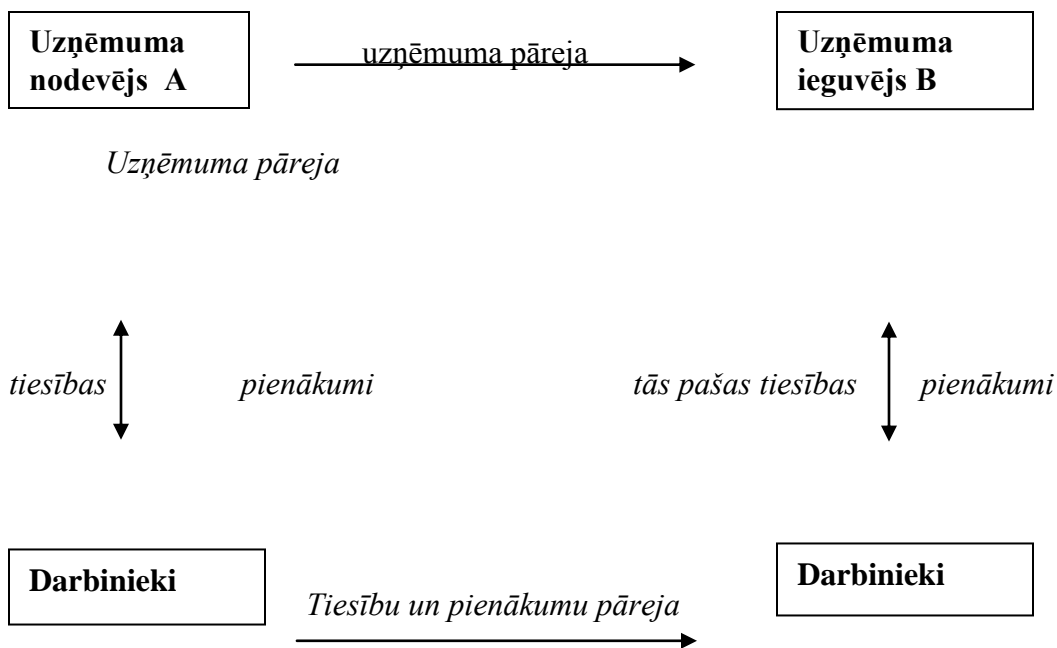 Uzņēmuma
nodevējs A
uzņēmuma pāreja
Uzņēmuma
ieguvējs B
Uzņēmuma pāreja
tiesības
pienākumi
tās pašas tiesības
pienākumi
Darbinieki
Tiesību un pienākumu pāreja
Darbinieki